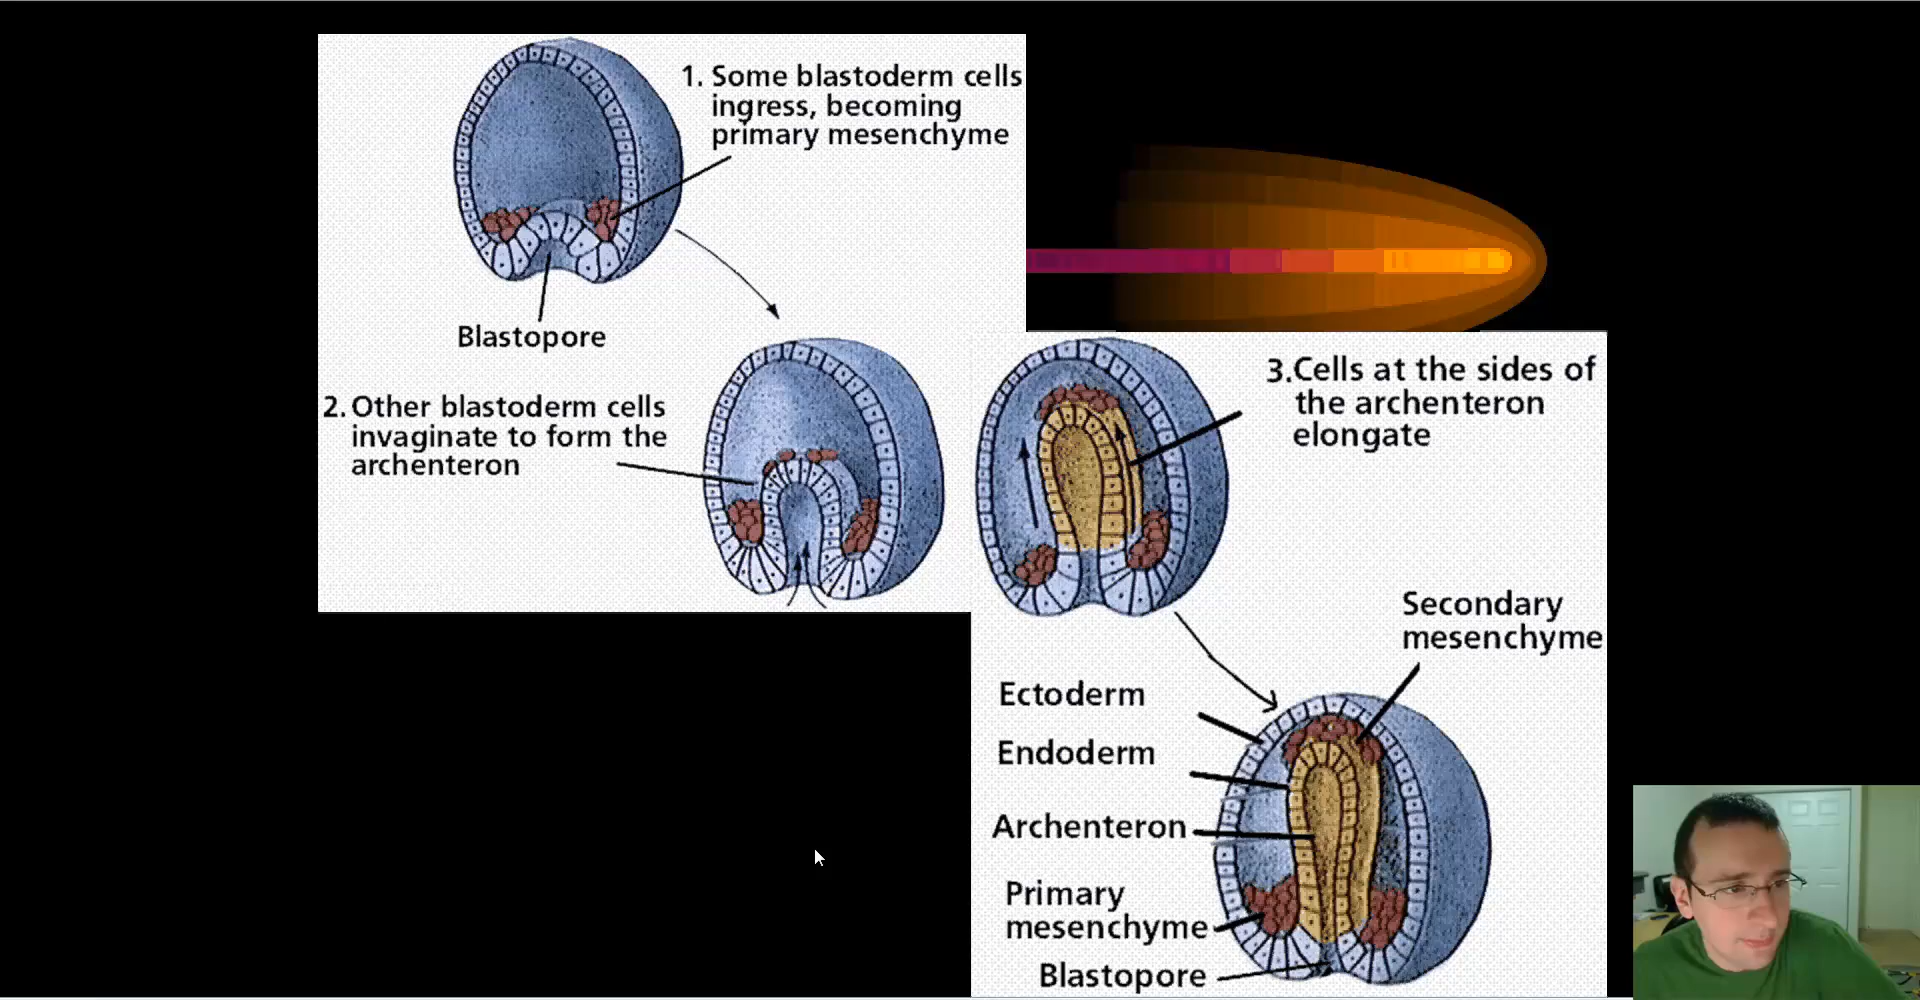 1. Some blastoderm cells
ingress, becoming
primary mesenchyme
Blastopore
2. Other blastoderm cells
invaginate to form the
archenteron
3.Cells at the sides of
the archenteron
elongate
Secondary
mesenchyme
Ectoderm
Endoderm
Archenteron
Primary
mesenchyme
Blastopore